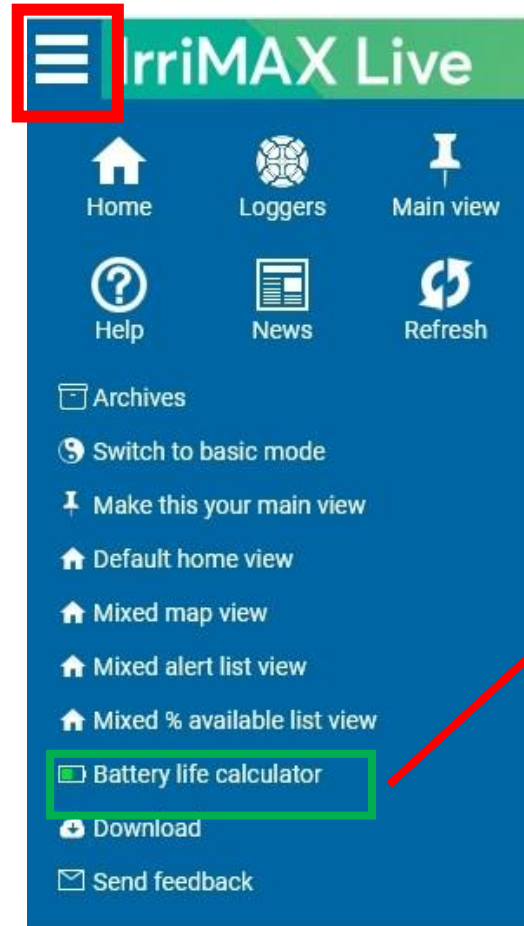 IrriMAX Live
Home Loggers Main view
Help News Refresh
Archives
Switch to basic mode
Make this your main view
Default home view
Mixed map view
Mixed alert list view
Mixed % available list view
Battery life calculator
Download
Send feedback